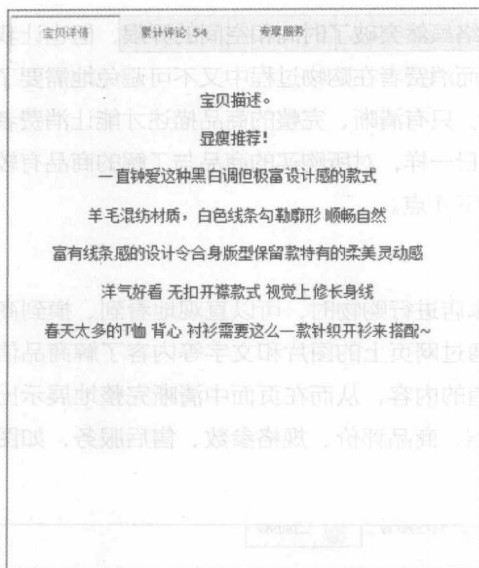 宝贝详情 累计评论 54 专享服务
宝贝描述。
显瘦推荐!
一直钟爱这种黑白调但极富设计感的款式
羊毛混纺材质，白色线条勾勒廓形 顺畅自然
富有线条感的设计令合身版型保留款特有的柔美灵动感
洋气好看 无扣开襟款式 视觉上修长身线
春天太多的T恤 背心 衬衫需要这么一款针织开衫来搭配~